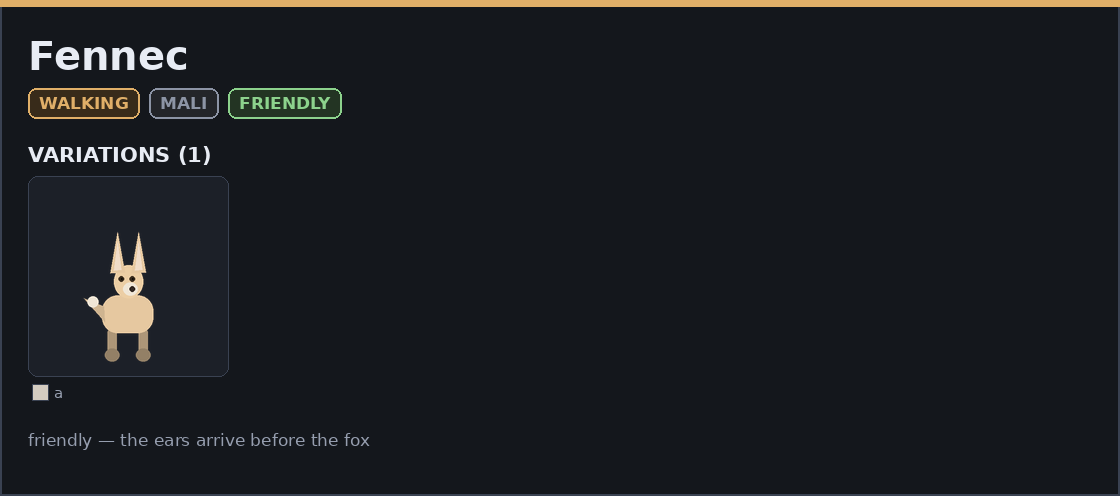 Fennec
WALKING MALI FRIENDLY
VARIATIONS (1)
a
friendly — the ears arrive before the fox